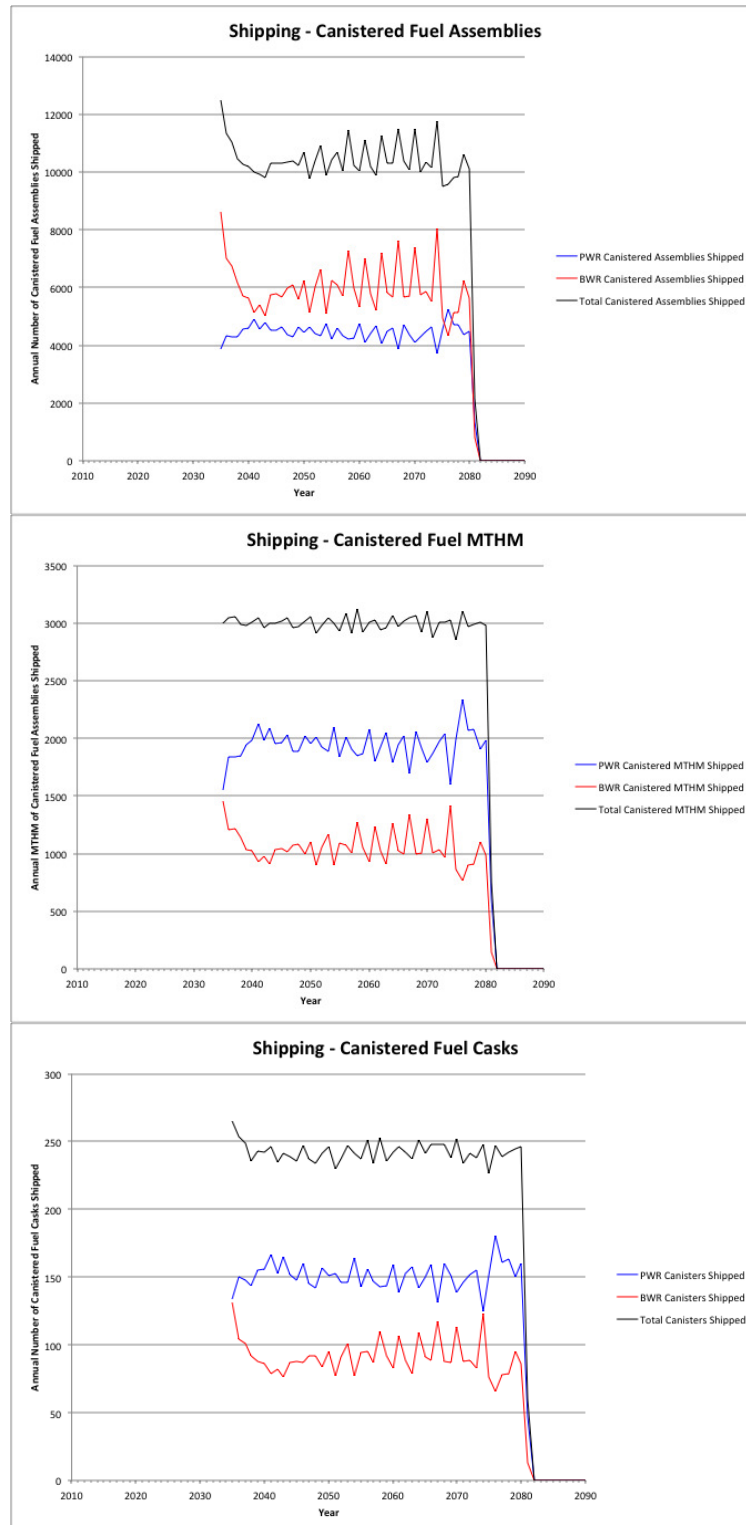 Shipping - Canistered Fuel Assemblies
Annual Number of Canistered Fuel Assemblies Shipped
14000
12000
10000
8000
6000
4000
2000
0
2010 2020 2030 2040 2050 2060 2070 2080 2090
Year
PWR Canistered Assemblies Shipped
BWR Canistered Assemblies Shipped
Total Canistered Assemblies Shipped
Shipping - Canistered Fuel MTHM
Annual MTHM of Canistered Fuel Assemblies Shipped
3500
3000
2500
2000
1500
1000
500
0
2010 2020 2030 2040 2050 2060 2070 2080 2090
Year
PWR Canistered MTHM Shipped
BWR Canistered MTHM Shipped
Total Canistered MTHM Shipped
Shipping - Canistered Fuel Casks
Annual Number of Canistered Fuel Casks Shipped
300
250
200
150
100
50
0
2010 2020 2030 2040 2050 2060 2070 2080 2090
Year
PWR Canisters Shipped
BWR Canisters Shipped
Total Canisters Shipped